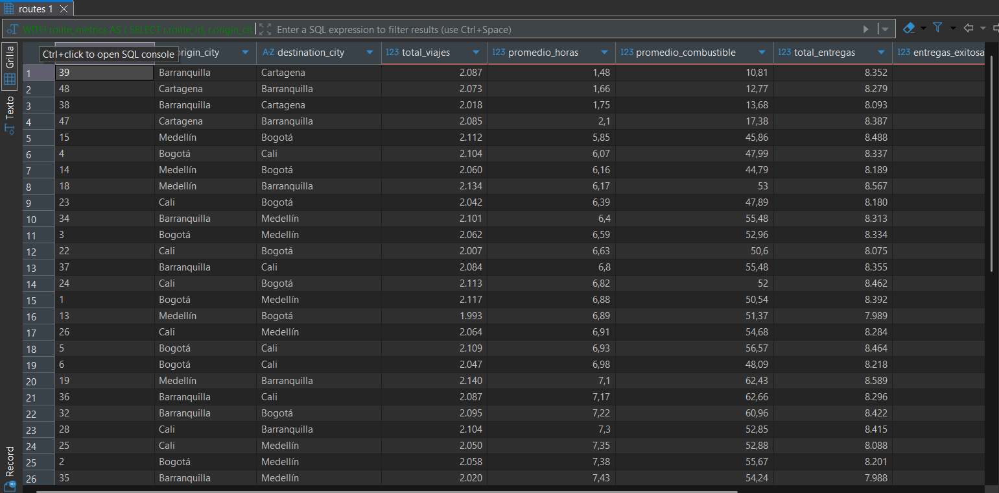 routes 1
WITH route_metrics AS ( SELECT r.route_id, r.origin_cit
Enter a SQL expression to filter results (use Ctrl+Space)
Grilla
Texto
Record
Ctrl+click to open SQL console
origin_city A-Z destination_city 123 total_viajes 123 promedio_horas 123 promedio_combustible 123 total_entregas 123 entregas_exitosa
1 39 Barranquilla Cartagena 2.087 1,48 10,81 8.352
2 48 Cartagena Barranquilla 2.073 1,66 12,77 8.279
3 38 Barranquilla Cartagena 2.018 1,75 13,68 8.093
4 47 Cartagena Barranquilla 2.085 2,1 17,38 8.387
5 15 Medellín Bogotá 2.112 5,85 45,86 8.488
6 4 Bogotá Cali 2.104 6,07 47,99 8.337
7 14 Medellín Bogotá 2.060 6,16 44,79 8.189
8 18 Medellín Barranquilla 2.134 6,17 53 8.567
9 23 Cali Bogotá 2.042 6,39 47,89 8.180
10 34 Barranquilla Medellín 2.101 6,4 55,48 8.313
11 3 Bogotá Medellín 2.062 6,59 52,96 8.334
12 22 Cali Bogotá 2.007 6,63 50,6 8.075
13 37 Barranquilla Cali 2.084 6,8 55,48 8.355
14 24 Cali Bogotá 2.113 6,82 52 8.462
15 1 Bogotá Medellín 2.117 6,88 50,54 8.392
16 13 Medellín Bogotá 1.993 6,89 51,37 7.989
17 26 Cali Medellín 2.064 6,91 54,68 8.284
18 5 Bogotá Cali 2.109 6,93 56,57 8.464
19 6 Bogotá Cali 2.047 6,98 48,09 8.218
20 19 Medellín Barranquilla 2.140 7,1 62,43 8.589
21 36 Barranquilla Cali 2.087 7,17 62,66 8.296
22 32 Barranquilla Bogotá 2.095 7,22 60,96 8.422
23 28 Cali Barranquilla 2.104 7,3 52,85 8.415
24 25 Cali Medellín 2.050 7,35 52,88 8.088
25 2 Bogotá Medellín 2.058 7,38 55,67 8.201
26 35 Barranquilla Medellín 2.020 7,43 54,24 7.988